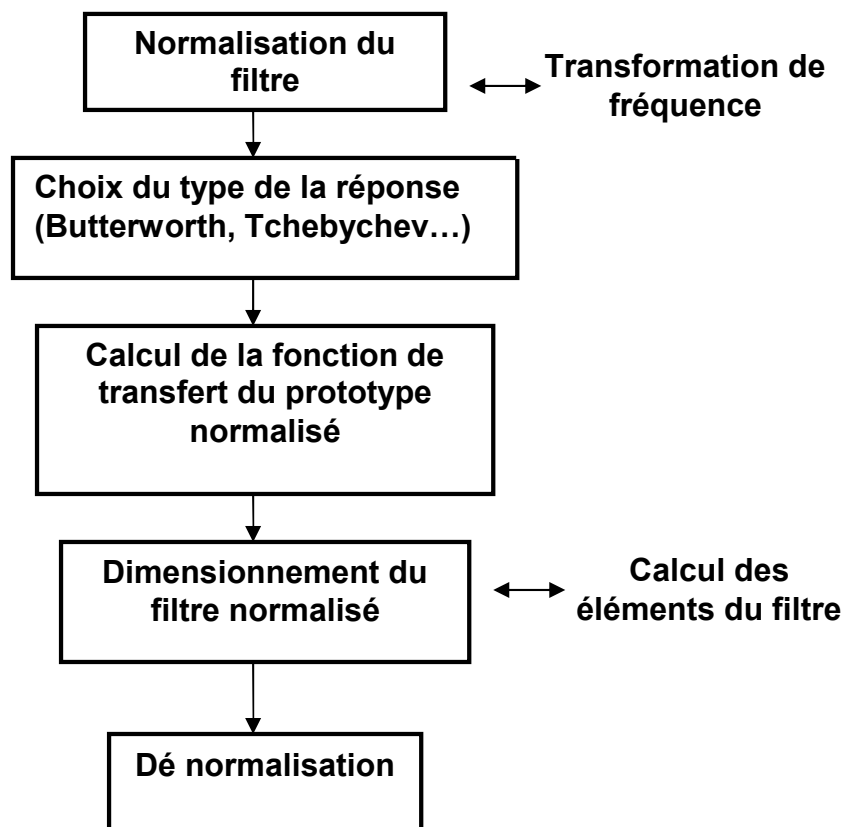 Normalisation du
filtre
Transformation de
fréquence
Choix du type de la réponse
(Butterworth, Tchebychev…)
Calcul de la fonction de
transfert du prototype
normalisé
Dimensionnement du
filtre normalisé
Calcul des
éléments du filtre
Dé normalisation